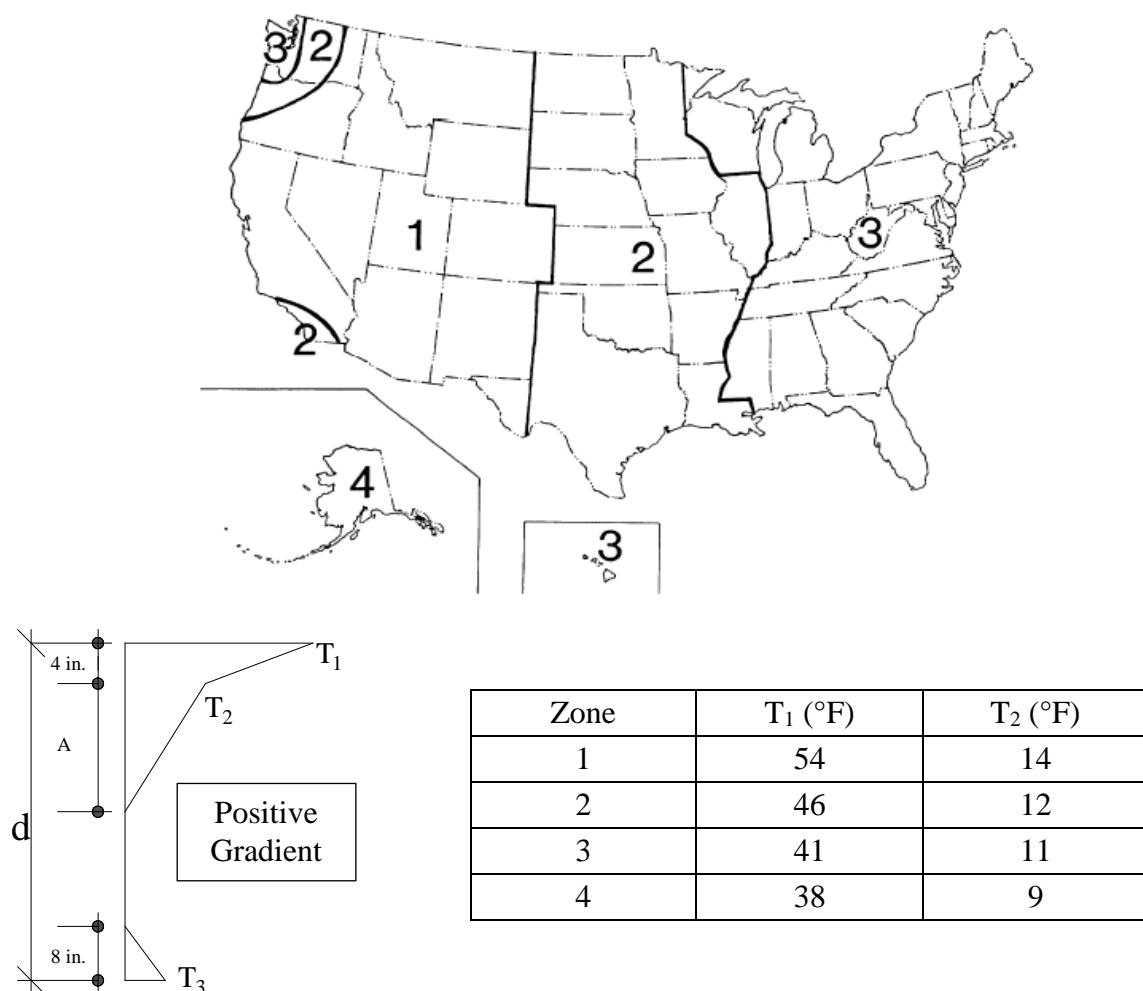 3 2
1
2
3
2
4
3
4 in.
T₁
T₂
A
d
Positive
Gradient
8 in.
T₃
Zone T₁ (°F) T₂ (°F)
1 54 14
2 46 12
3 41 11
4 38 9